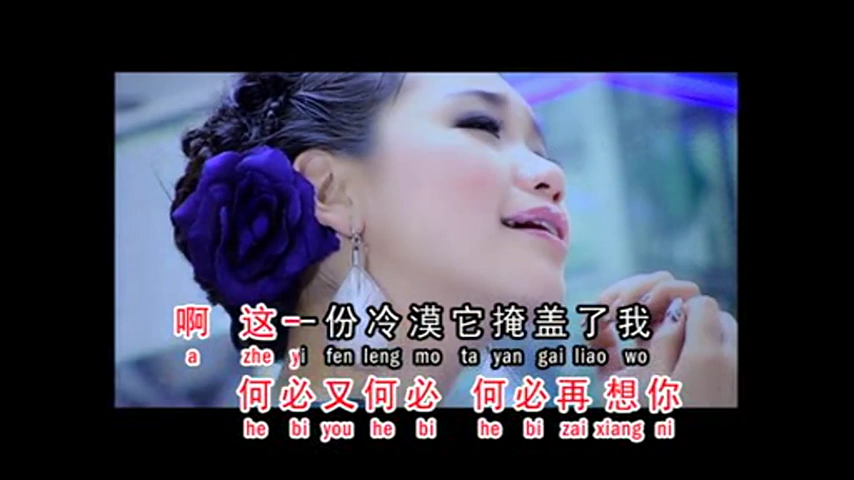 啊 这一份冷漠它掩盖了我
a zhe yi fen leng mo ta yan gai liao wo
何必又何必 何必再想你
he bi you he bi he bi zai xiang ni